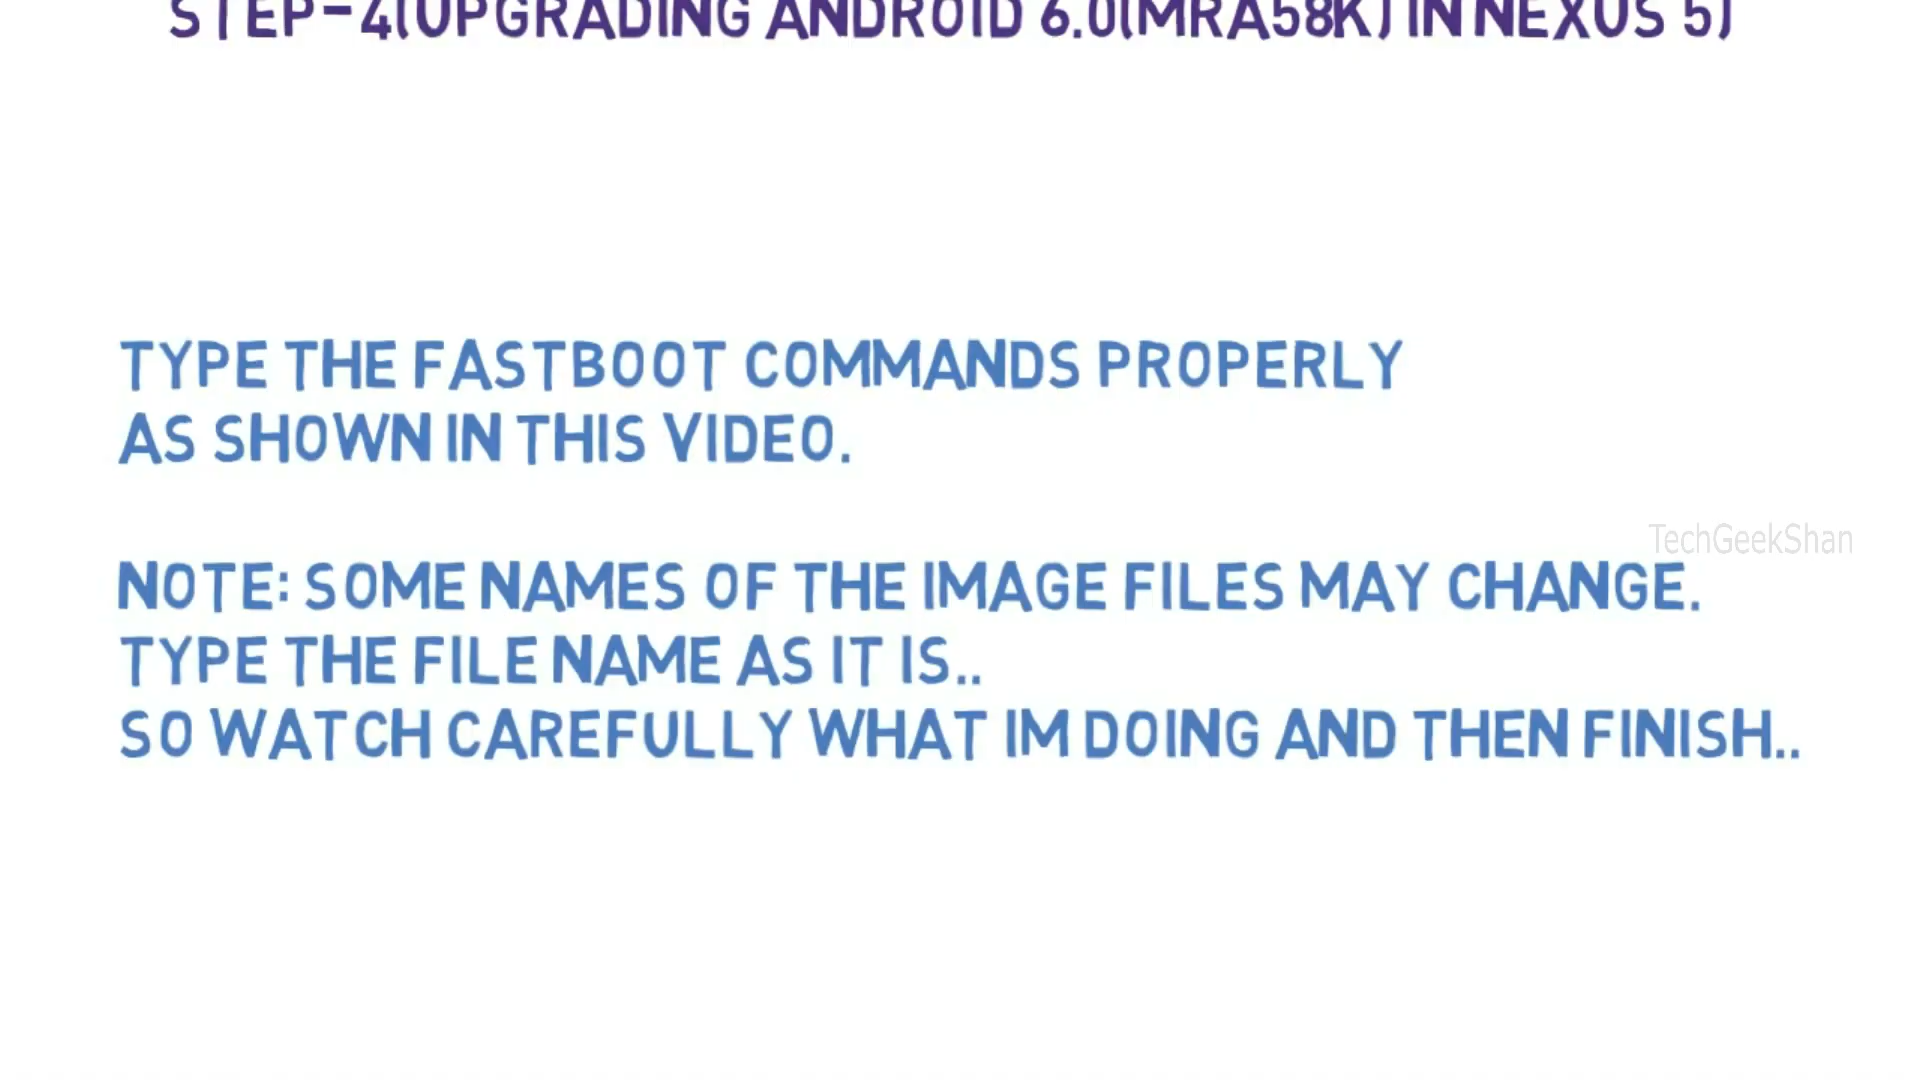 STEP-4(UPGRADING ANDROID 6.0(MRA58K) IN NEXUS 5)
TYPE THE FASTBOOT COMMANDS PROPERLY
AS SHOWN IN THIS VIDEO.
TechGeekShan
NOTE: SOME NAMES OF THE IMAGE FILES MAY CHANGE.
TYPE THE FILE NAME AS IT IS..
SO WATCH CAREFULLY WHAT IM DOING AND THEN FINISH..